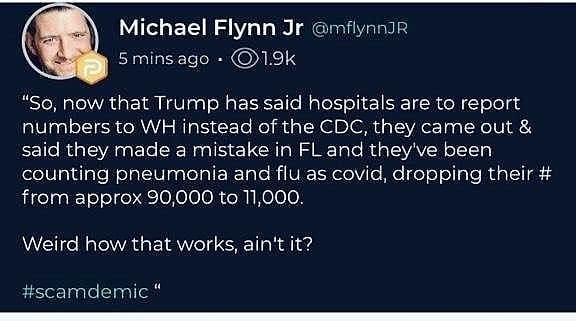 Michael Flynn Jr @mflynnJR
5 mins ago • 1.9k
“So, now that Trump has said hospitals are to report
numbers to WH instead of the CDC, they came out &
said they made a mistake in FL and they've been
counting pneumonia and flu as covid, dropping their #
from approx 90,000 to 11,000.
Weird how that works, ain't it?
#scamdemic “